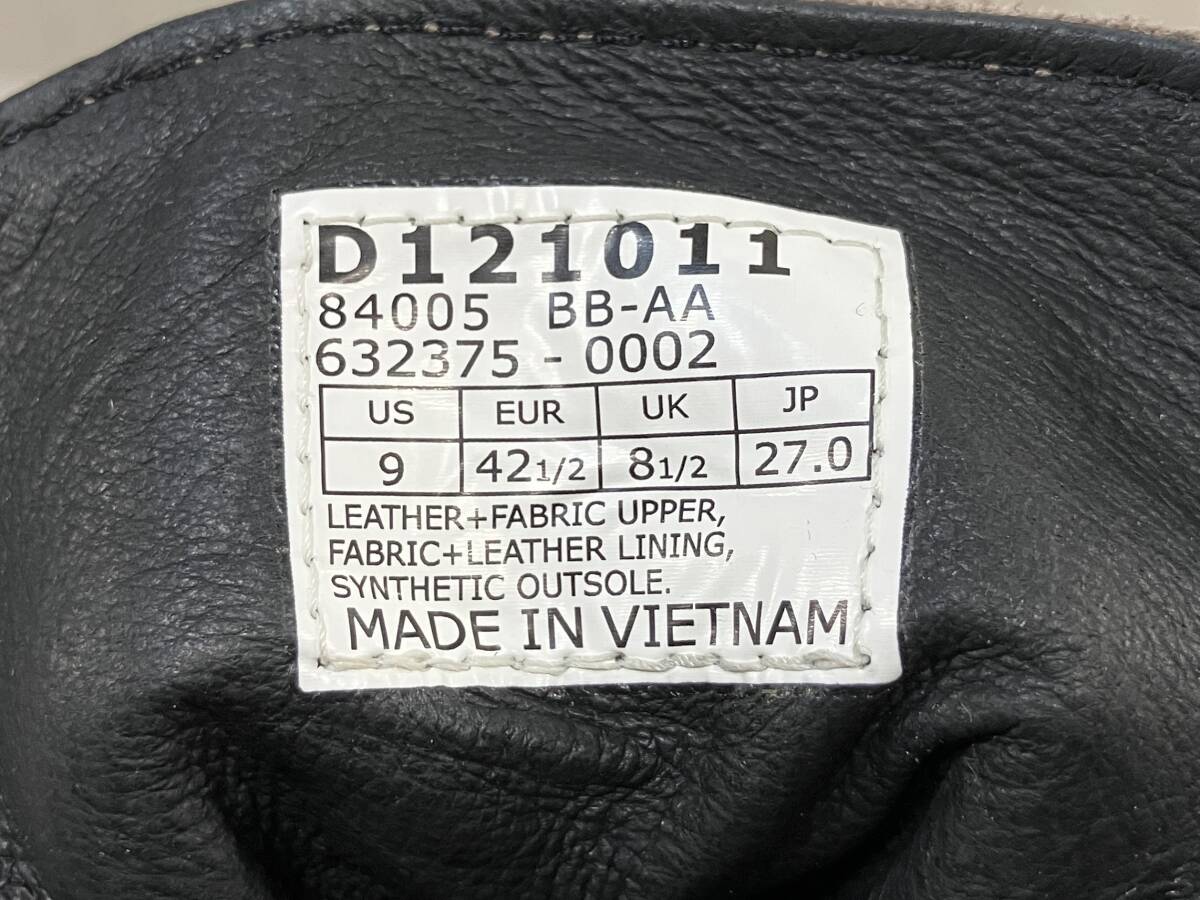 D121011
84005 BB-AA
632375-0002
US EUR UK JP
9 42 1/2 8 1/2 27.0
LEATHER+FABRIC UPPER,
FABRIC+LEATHER LINING,
SYNTHETIC OUTSOLE.
MADE IN VIETNAM